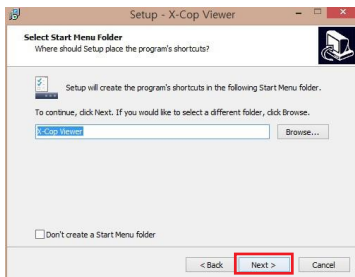 Setup - X-Cop Viewer
Select Start Menu Folder
Where should Setup place the program's shortcuts?
Setup will create the program's shortcuts in the following Start Menu folder.
To continue, click Next. If you would like to select a different folder, click Browse.
X-Cop Viewer
Browse...
Don't create a Start Menu folder
< Back
Next >
Cancel